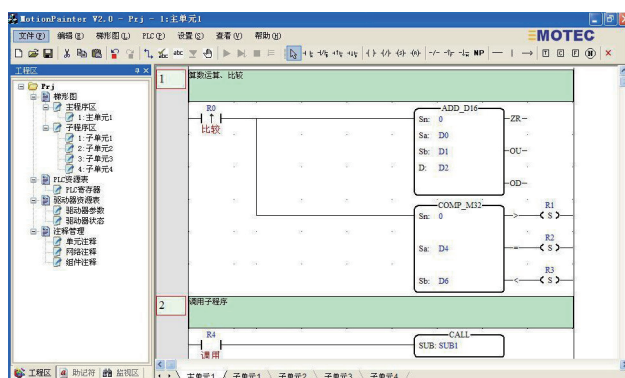 MotionPainter V2.0 - Prj - 1:主单元1
文件(F) 编辑(E) 梯形图(L) PLC(P) 设置(S) 查看(V) 帮助(H)
EMOTEC
abc NP
工程区
1 算数运算、比较
Prj
梯形图
主程序区
1:主单元1
子程序区
1:子单元1
2:子单元2
3:子单元3
4:子单元4
PLC资源表
PLC寄存器
驱动器资源表
驱动器参数
驱动器状态
注释管理
单元注释
网络注释
组件注释
R0
比较
ADD_D16
Sn: 0 ZR
Sa: D0
Sb: D1 OU
D: D2
OD
COMP_M32
Sn: 0 > R1 S
Sa: D4 = R2 S
Sb: D6 < R3 S
2 调用子程序
R4
调用
CALL
SUB: SUB1
工程区 助记符 监视区
主单元1 子单元1 子单元2 子单元3 子单元4